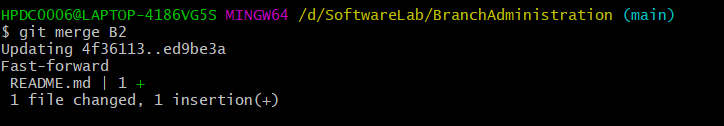 HPDC0006@LAPTOP-4186VG5S MINGW64 /d/SoftwareLab/BranchAdministration (main)
$ git merge B2
Updating 4f36113..ed9be3a
Fast-forward
 README.md | 1 +
 1 file changed, 1 insertion(+)